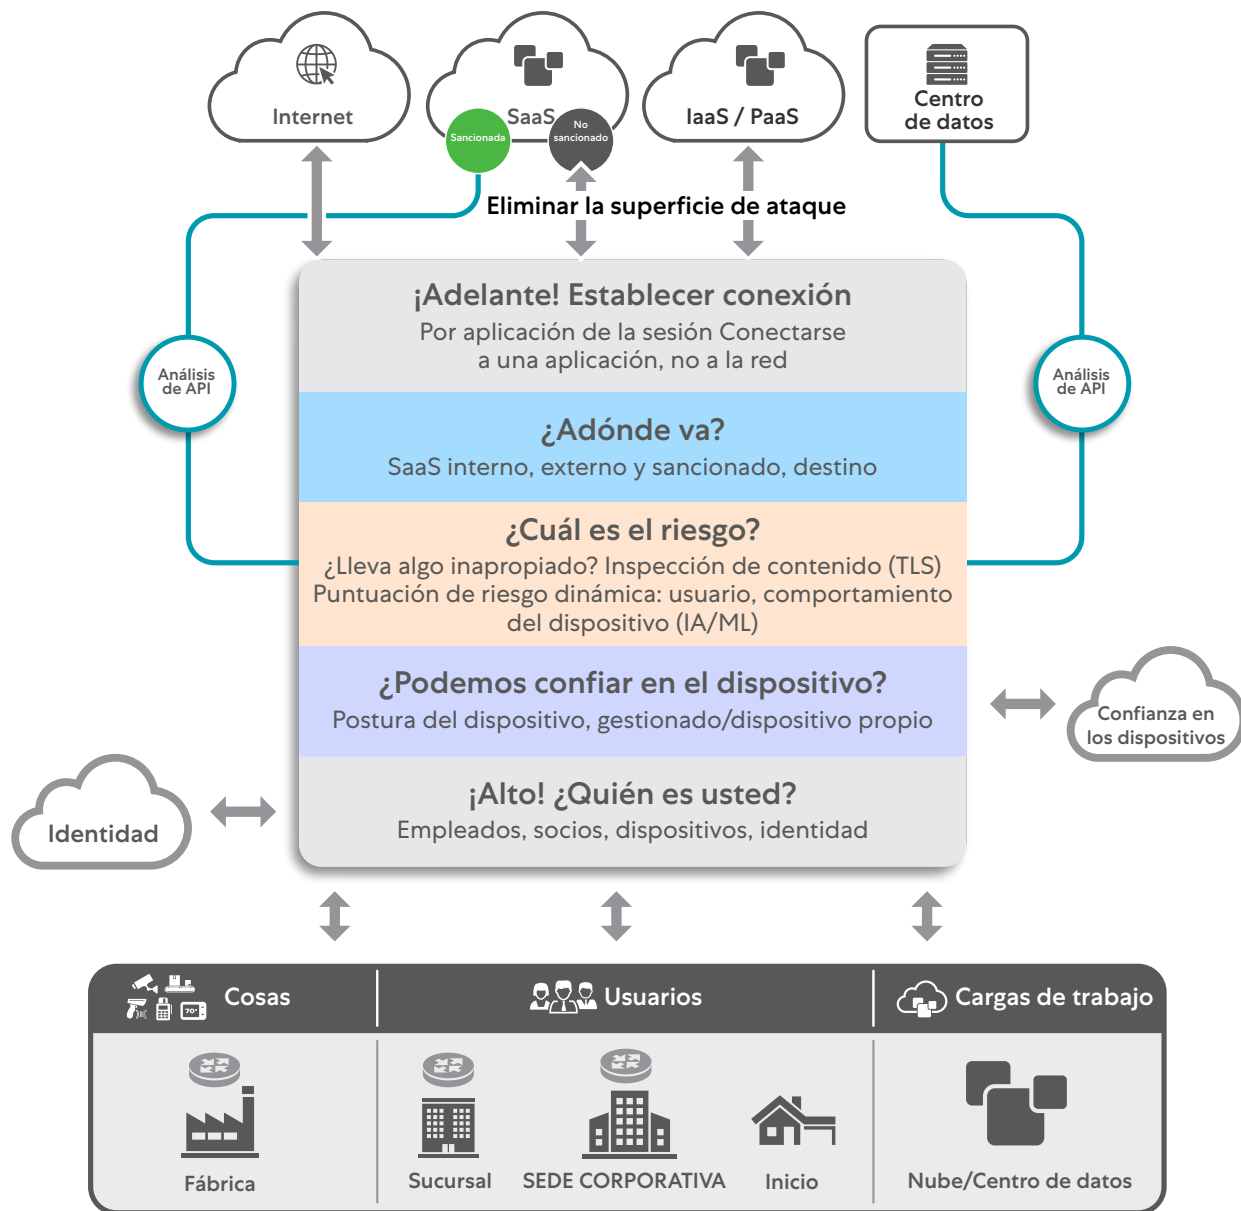 Internet
SaaS
Sancionada
No
sancionado
IaaS / PaaS
Centro
de datos
Eliminar la superficie de ataque
¡Adelante! Establecer conexión
Por aplicación de la sesión Conectarse
a una aplicación, no a la red
Análisis
de API
Análisis
de API
¿Adónde va?
SaaS interno, externo y sancionado, destino
¿Cuál es el riesgo?
¿Lleva algo inapropiado? Inspección de contenido (TLS)
Puntuación de riesgo dinámica: usuario, comportamiento
del dispositivo (IA/ML)
¿Podemos confiar en el dispositivo?
Postura del dispositivo, gestionado/dispositivo propio
Confianza en
los dispositivos
¡Alto! ¿Quién es usted?
Empleados, socios, dispositivos, identidad
Identidad
70°
Cosas
Usuarios
Cargas de trabajo
Fábrica
Sucursal
SEDE CORPORATIVA
Inicio
Nube/Centro de datos